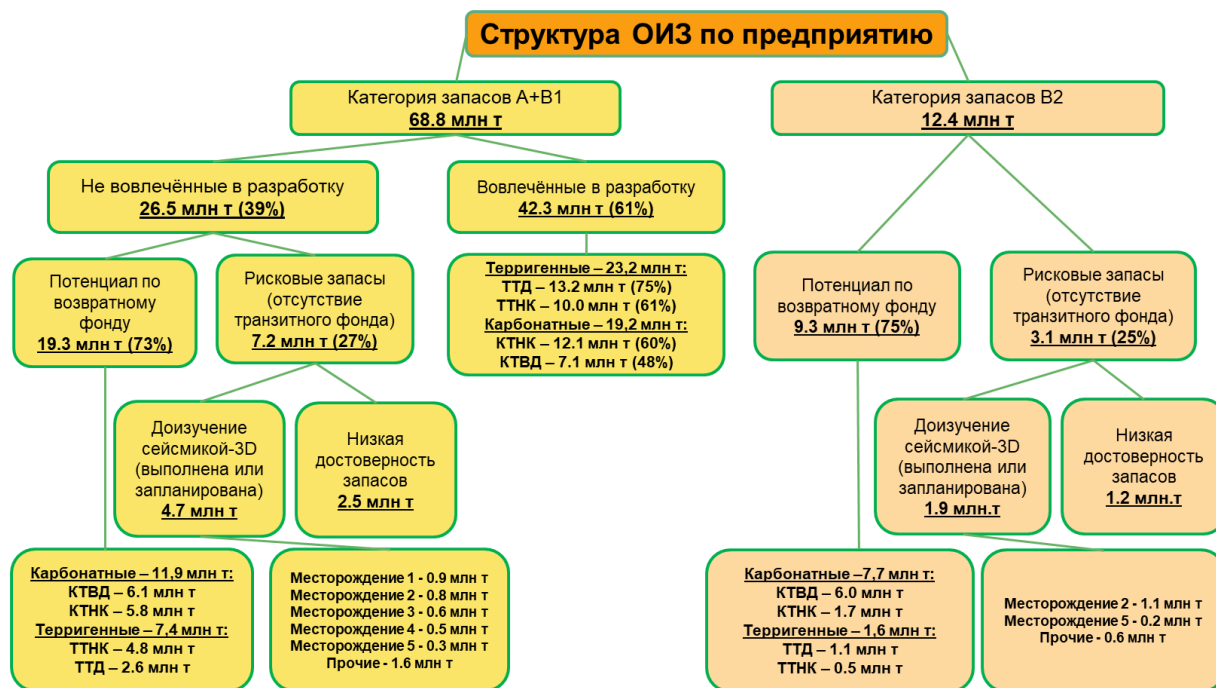 Структура ОИЗ по предприятию
Категория запасов А+В1
68.8 млн т
Категория запасов В2
12.4 млн т
Не вовлечённые в разработку
26.5 млн т (39%)
Вовлечённые в разработку
42.3 млн т (61%)
Потенциал по
возвратному
фонду
19.3 млн т (73%)
Рисковые запасы
(отсутствие
транзитного фонда)
7.2 млн т (27%)
Терригенные – 23,2 млн т:
ТТД – 13.2 млн т (75%)
ТТНК – 10.0 млн т (61%)
Карбонатные – 19,2 млн т:
КТНК – 12.1 млн т (60%)
КТВД – 7.1 млн т (48%)
Потенциал по
возвратному фонду
9.3 млн т (75%)
Рисковые запасы
(отсутствие
транзитного фонда)
3.1 млн т (25%)
Доизучение
сейсмикой-3D
(выполнена или
запланирована)
4.7 млн т
Низкая
достоверность
запасов
2.5 млн т
Доизучение
сейсмикой-3D
(выполнена или
запланирована)
1.9 млн.т
Низкая
достоверность
запасов
1.2 млн.т
Карбонатные – 11,9 млн т:
КТВД – 6.1 млн т
КТНК – 5.8 млн т
Терригенные – 7,4 млн т:
ТТНК – 4.8 млн т
ТТД – 2.6 млн т
Месторождение 1 - 0.9 млн т
Месторождение 2 - 0.8 млн т
Месторождение 3 - 0.6 млн т
Месторождение 4 - 0.5 млн т
Месторождение 5 - 0.3 млн т
Прочие - 1.6 млн т
Карбонатные –7,7 млн т:
КТВД – 6.0 млн т
КТНК – 1.7 млн т
Терригенные – 1,6 млн т:
ТТД – 1.1 млн т
ТТНК – 0.5 млн т
Месторождение 2 - 1.1 млн т
Месторождение 5 - 0.2 млн т
Прочие -0.6 млн т